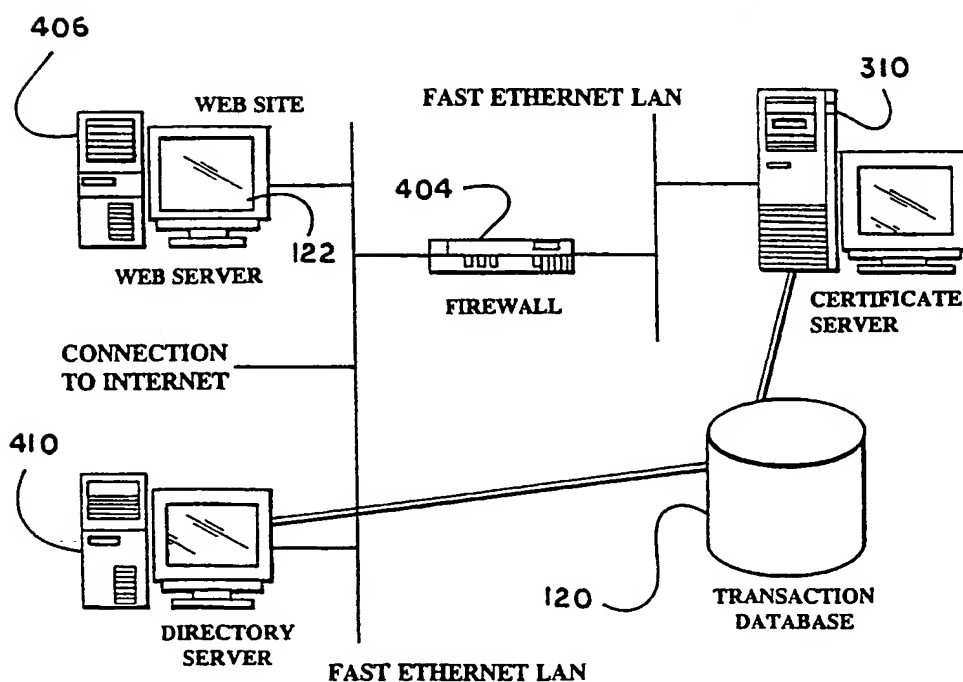 406
WEB SITE
FAST ETHERNET LAN
310
404
122
WEB SERVER
FIREWALL
CERTIFICATE
SERVER
CONNECTION
TO INTERNET
410
120
TRANSACTION
DATABASE
DIRECTORY
SERVER
FAST ETHERNET LAN